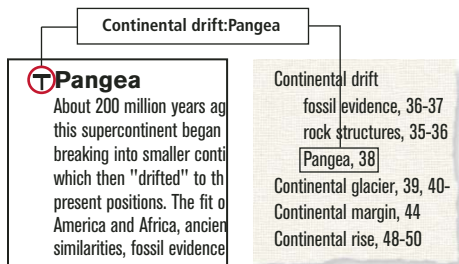 Continental drift:Pangea
Pangea
About 200 million years ag
this supercontinent began
breaking into smaller conti
which then "drifted" to th
present positions. The fit o
America and Africa, ancien
similarities, fossil evidence
Continental drift
fossil evidence, 36-37
rock structures, 35-36
Pangea, 38
Continental glacier, 39, 40-
Continental margin, 44
Continental rise, 48-50